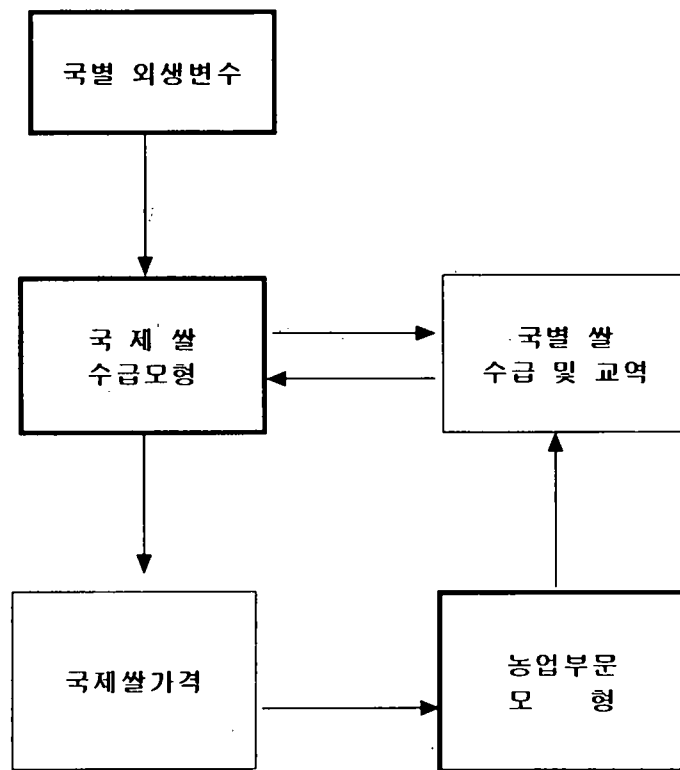 국별 외생변수
국 제 쌀
수급모형
국별 쌀
수급 및 교역
국제쌀가격
농업부문
모 형